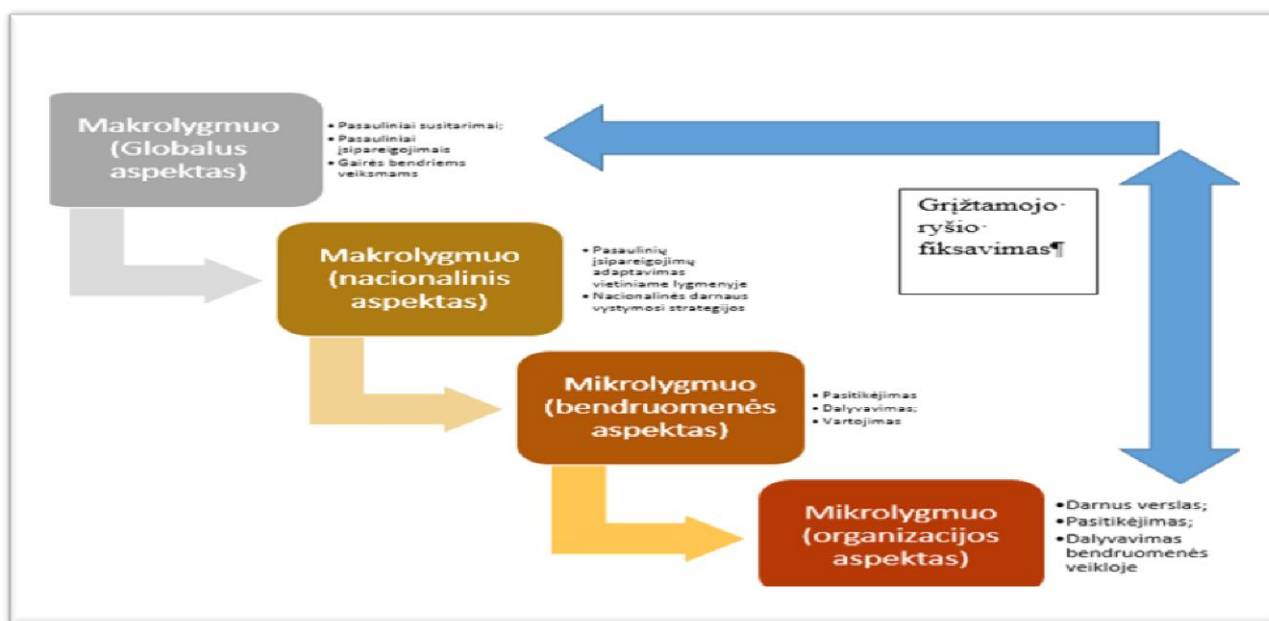 Makrolygmuo
(Globalus
aspektas)
• Pasauliniai susitarimai;
• Pasauliniai
įsipareigojimais
• Gairės bendriems
veiksmams
Grįžtamojo·
ryšio·
fiksavimas¶
Makrolygmuo
(nacionalinis
aspektas)
• Pasaulinių
įsipareigojimų
adaptavimas
vietiniame lygmenyje
• Nacionalinės darnaus
vystymosi strategijos
Mikrolygmuo
(bendruomenės
aspektas)
• Pasitikėjimas
• Dalyvavimas;
• Vartojimas
Mikrolygmuo
(organizacijos
aspektas)
•Darnus verslas;
•Pasitikėjimas;
•Dalyvavimas
bendruomenės
veikloje